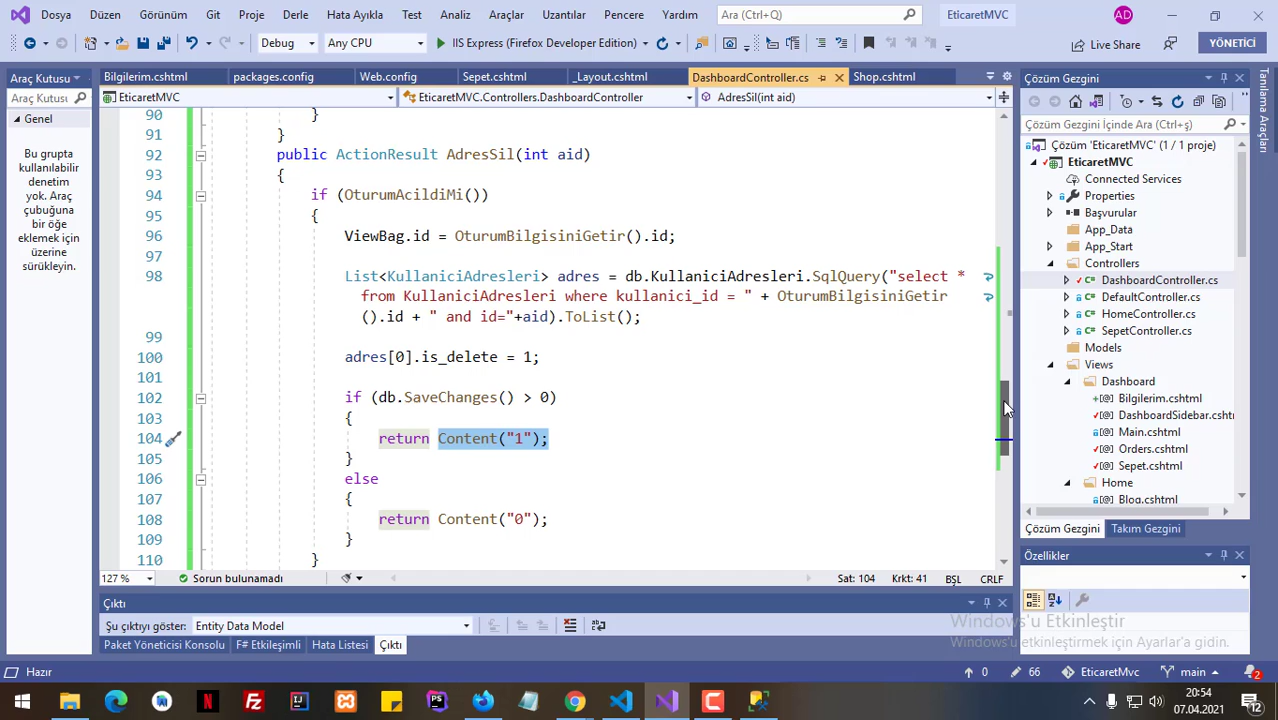 Dosya Düzen Görünüm Git Proje Derle Hata Ayıkla Test Analiz Araçlar Uzantılar Pencere Yardım Ara (Ctrl+Q) EticaretMVC AD
Debug Any CPU IIS Express (Firefox Developer Edition) Live Share YÖNETİCİ
Araç Kutusu
Bilgilerim.cshtml packages.config Web.config Sepet.cshtml _Layout.cshtml DashboardController.cs Shop.cshtml
Çözüm Gezgini
Tanılama Araçları
Araç Kutusu
EticaretMVC EticaretMVC.Controllers.DashboardController AdresSil(int aid)
Genel
Bu grupta
kullanılabilir
denetim
yok. Araç
çubuğuna
bir öğe
eklemek için
üzerine
sürükleyin.
90 }
91 }
92 public ActionResult AdresSil(int aid)
93 {
94 if (OturumAcildiMi())
95 {
96 ViewBag.id = OturumBilgisiniGetir().id;
97
98 List<KullaniciAdresleri> adres = db.KullaniciAdresleri.SqlQuery("select *
from KullaniciAdresleri where kullanici_id = " + OturumBilgisiniGetir
().id + " and id="+aid).ToList();
99
100 adres[0].is_delete = 1;
101
102 if (db.SaveChanges() > 0)
103 {
104 return Content("1");
105 }
106 else
107 {
108 return Content("0");
109 }
110 }
127 % Sorun bulunamadı Sat: 104 Krkt: 41 BŞL CRLF
Çözüm Gezgini İçinde Ara (Ctrl+ş)
Çözüm 'EticaretMVC' (1 / 1 proje)
EticaretMVC
Connected Services
Properties
Başvurular
App_Data
App_Start
Controllers
DashboardController.cs
DefaultController.cs
HomeController.cs
SepetController.cs
Models
Views
Dashboard
Bilgilerim.cshtml
DashboardSidebar.cshtr
Main.cshtml
Orders.cshtml
Sepet.cshtml
Home
Blog.cshtml
Çözüm Gezgini Takım Gezgini
Özellikler
Çıktı
Şu çıktıyı göster: Entity Data Model
Paket Yöneticisi Konsolu F# Etkileşimli Hata Listesi Çıktı
Windows'u Etkinleştir
Windows'u etkinleştirmek için Ayarlar'a gidin.
Hazır 0 66 EticaretMvc main 2
20:54
07.04.2021
12